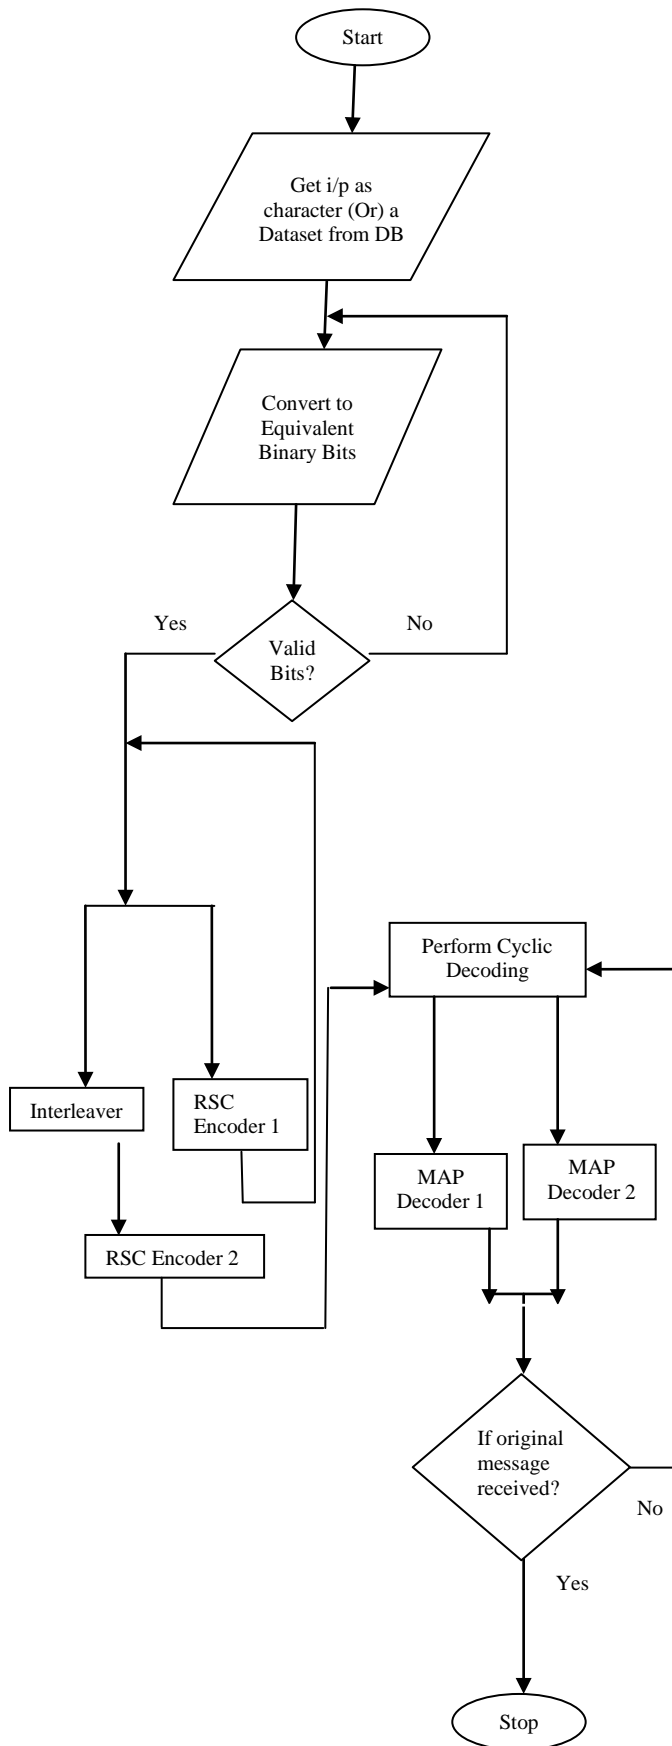 Start
Get i/p as
character (Or) a
Dataset from DB
Convert to
Equivalent
Binary Bits
Yes
No
Valid
Bits?
Perform Cyclic
Decoding
Interleaver
RSC
Encoder 1
MAP
Decoder 1
MAP
Decoder 2
RSC Encoder 2
If original
message
received?
No
Yes
Stop